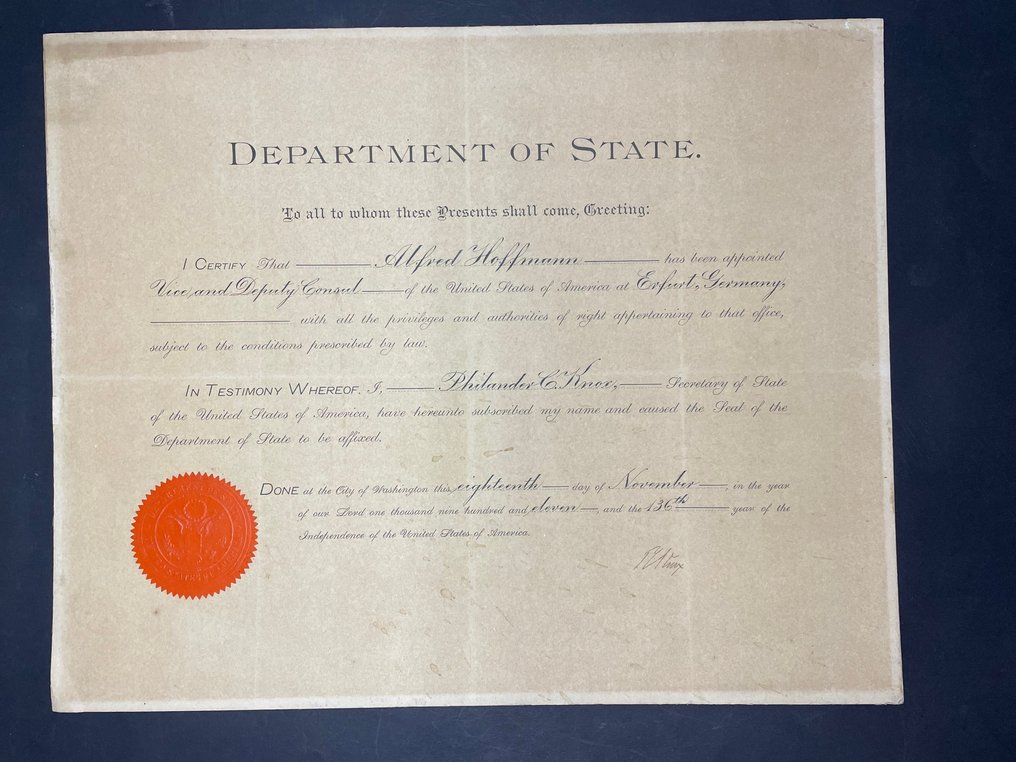 DEPARTMENT OF STATE.
To all to whom these Presents shall come, Greeting:
I CERTIFY That Alfred Hoffmann has been appointed
Vice and Deputy Consul of the United States of America at Erfurt, Germany,
with all the privileges and authorities of right appertaining to that office,
subject to the conditions prescribed by law.
IN TESTIMONY WHEREOF, I, Philander C. Knox, Secretary of State
of the United States of America, have hereunto subscribed my name and caused the Seal of the
Department of State to be affixed.
DONE at the City of Washington this eighteenth day of November, in the year
of our Lord one thousand nine hundred and eleven, and the 136th year of the
Independence of the United States of America.
P C Knox